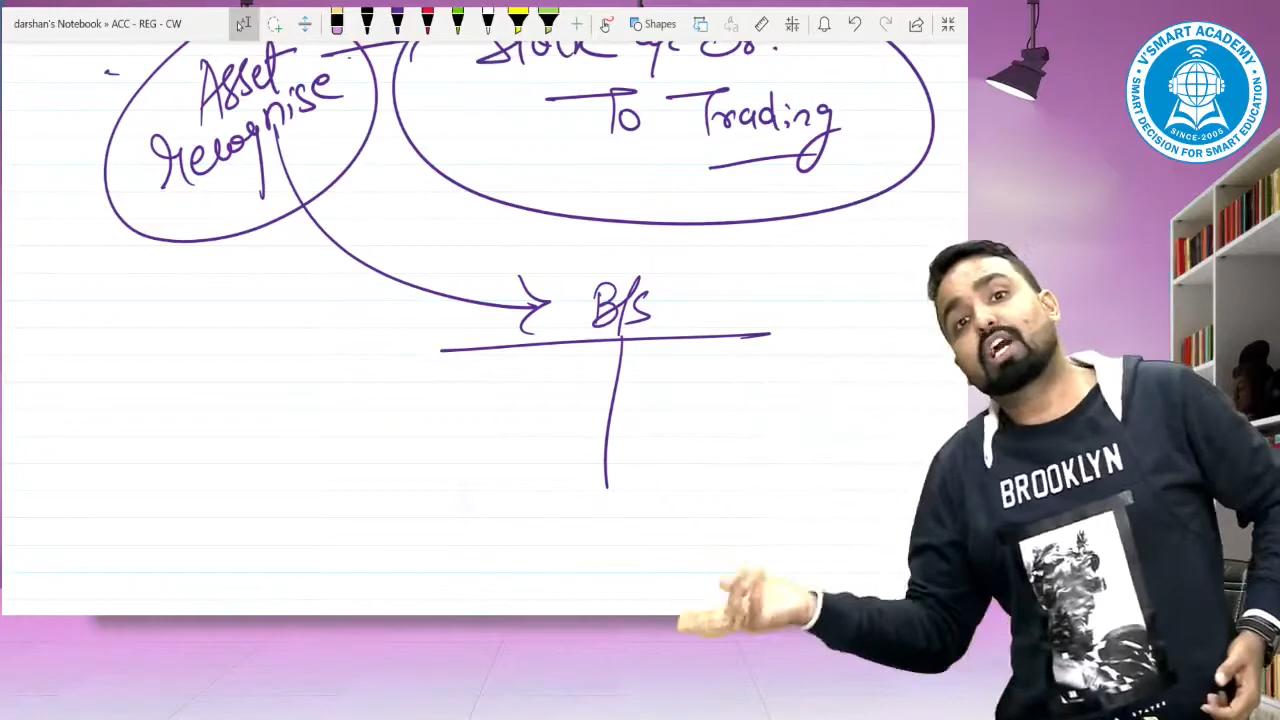 darshan's Notebook » ACC - REG - CW
Shapes
Asset
recognise
To Trading
B/S
V'SMART ACADEMY
SINCE-2005
SMART DECISION FOR SMART EDUCATION
BROOKLYN